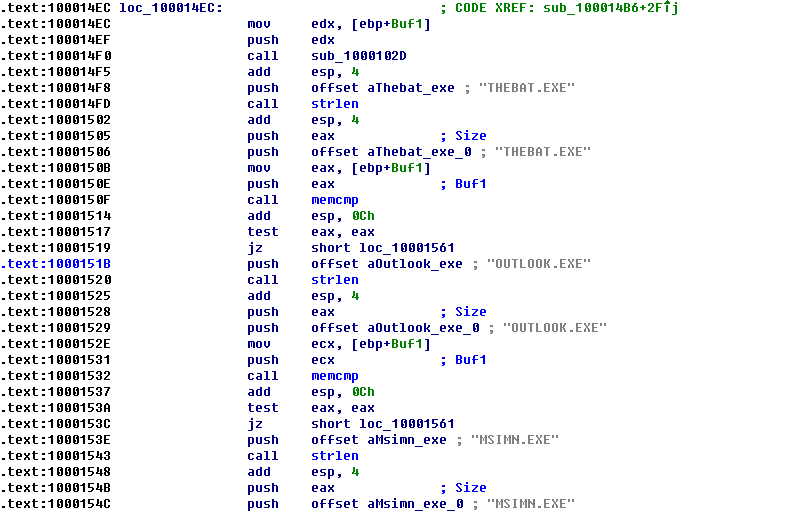 .text:100014EC loc_100014EC: ; CODE XREF: sub_100014B6+2F↑j
.text:100014EC mov edx, [ebp+Buf1]
.text:100014EF push edx
.text:100014F0 call sub_1000102D
.text:100014F5 add esp, 4
.text:100014F8 push offset aThebat_exe ; "THEBAT.EXE"
.text:100014FD call strlen
.text:10001502 add esp, 4
.text:10001505 push eax ; Size
.text:10001506 push offset aThebat_exe_0 ; "THEBAT.EXE"
.text:1000150B mov eax, [ebp+Buf1]
.text:1000150E push eax ; Buf1
.text:1000150F call memcmp
.text:10001514 add esp, 0Ch
.text:10001517 test eax, eax
.text:10001519 jz short loc_10001561
.text:1000151B push offset aOutlook_exe ; "OUTLOOK.EXE"
.text:10001520 call strlen
.text:10001525 add esp, 4
.text:10001528 push eax ; Size
.text:10001529 push offset aOutlook_exe_0 ; "OUTLOOK.EXE"
.text:1000152E mov ecx, [ebp+Buf1]
.text:10001531 push ecx ; Buf1
.text:10001532 call memcmp
.text:10001537 add esp, 0Ch
.text:1000153A test eax, eax
.text:1000153C jz short loc_10001561
.text:1000153E push offset aMsimn_exe ; "MSIMN.EXE"
.text:10001543 call strlen
.text:10001548 add esp, 4
.text:1000154B push eax ; Size
.text:1000154C push offset aMsimn_exe_0 ; "MSIMN.EXE"